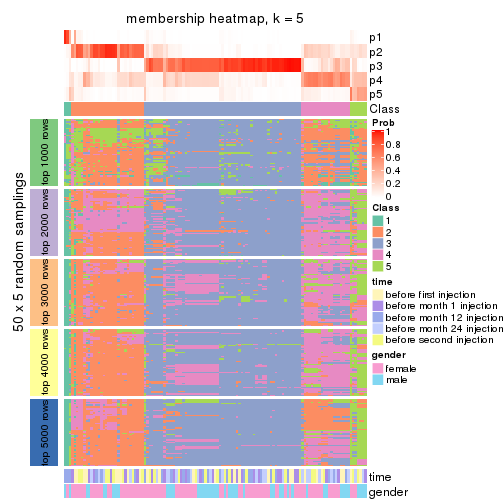 membership heatmap, k = 5
p1
p2
p3
p4
p5
Class
50 x 5 random samplings
top 1000 rows
top 2000 rows
top 3000 rows
top 4000 rows
top 5000 rows
time
gender
Prob
1
0.8
0.6
0.4
0.2
0
Class
1
2
3
4
5
time
before first injection
before month 1 injection
before month 12 injection
before month 24 injection
before second injection
gender
female
male